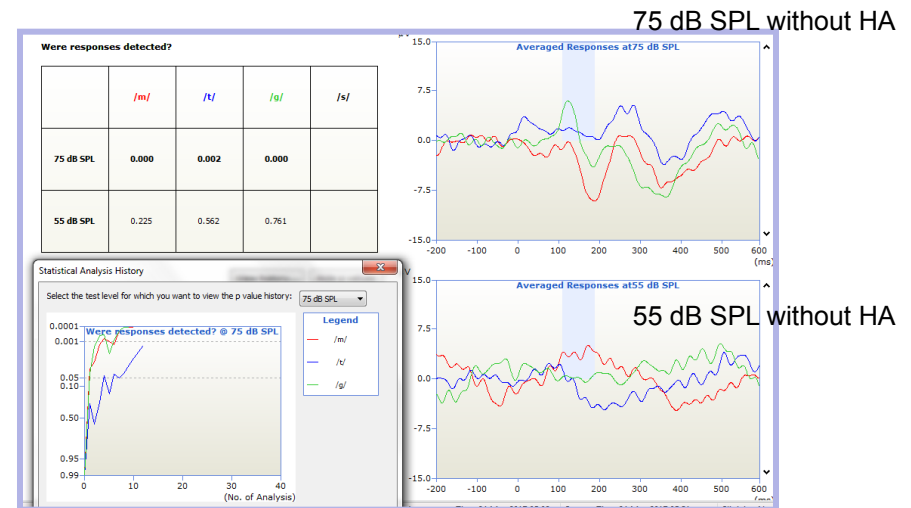 75 dB SPL without HA
Were responses detected?
/m/ /t/ /g/ /s/
75 dB SPL 0.000 0.002 0.000
55 dB SPL 0.225 0.562 0.761
Averaged Responses at75 dB SPL
15.0
7.5
0.0
-7.5
-15.0
-200 -100 0 100 200 300 400 500 600
(ms)
Statistical Analysis History
Select the test level for which you want to view the p value history: 75 dB SPL
Were responses detected? @ 75 dB SPL
0.0001
0.001
0.05
0.10
0.50
0.95
0.99
0 10 20 30 40
(No. of Analysis)
Legend
/m/
/t/
/g/
55 dB SPL without HA
Averaged Responses at55 dB SPL
15.0
7.5
0.0
-7.5
-15.0
-200 -100 0 100 200 300 400 500 600